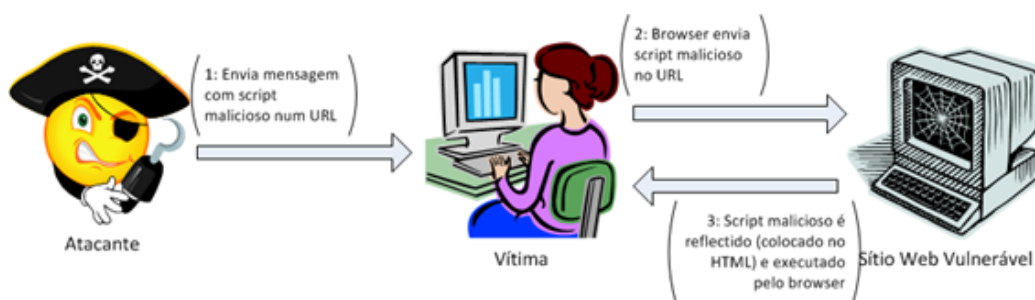 1: Envia mensagem
com script
malicioso num URL
2: Browser envia
script malicioso
no URL
3: Script malicioso é
reflectido (colocado no
HTML) e executado
pelo browser
Atacante
Vítima
Sítio Web Vulnerável